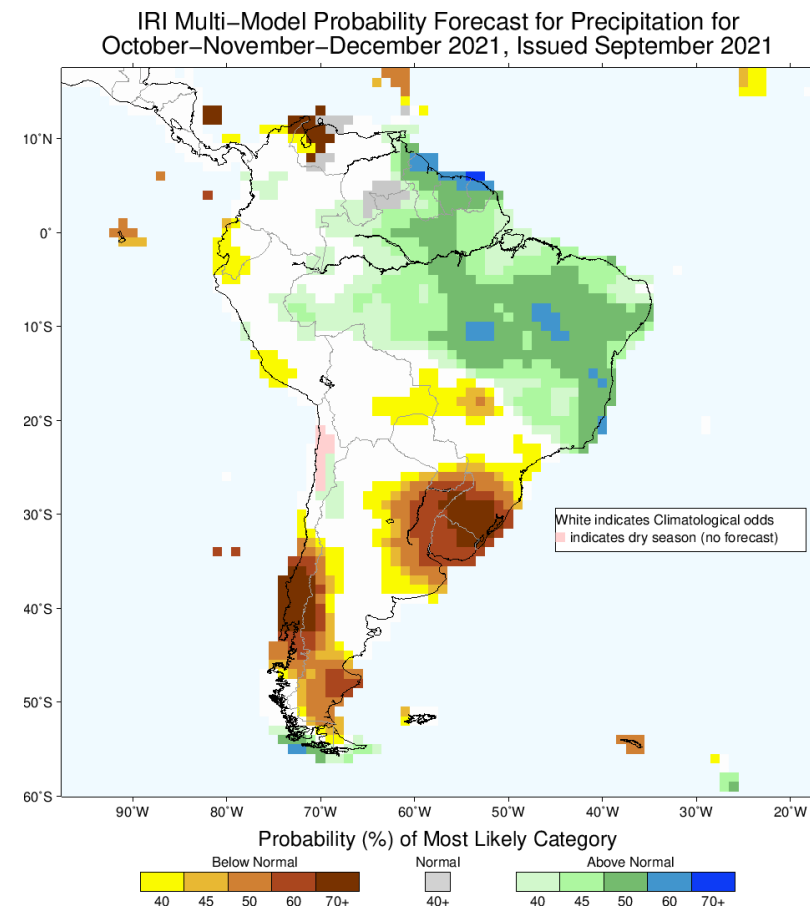 IRI Multi−Model Probability Forecast for Precipitation for
October−November−December 2021, Issued September 2021
10˚N
0˚
10˚S
20˚S
30˚S
40˚S
50˚S
60˚S
White indicates Climatological odds
indicates dry season (no forecast)
90˚W 80˚W 70˚W 60˚W 50˚W 40˚W 30˚W 20˚W
Probability (%) of Most Likely Category
Below Normal Normal Above Normal
40 45 50 60 70+ 40+ 40 45 50 60 70+